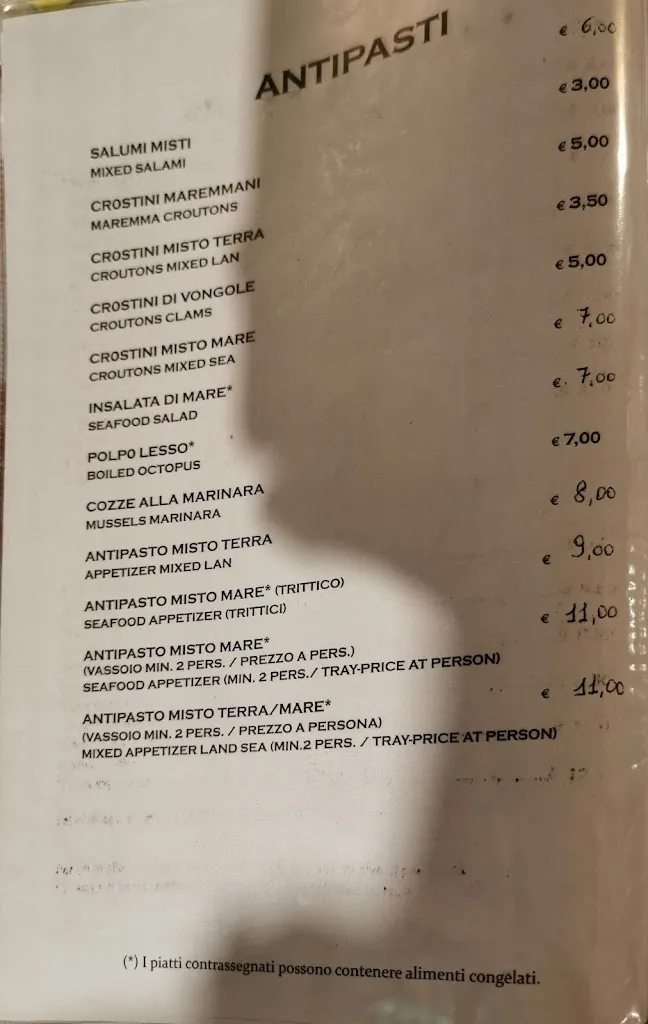 ANTIPASTI
SALUMI MISTI € 6,00
MIXED SALAMI
CROSTINI MAREMMANI € 3,00
MAREMMA CROUTONS
CROSTINI MISTO TERRA € 5,00
CROUTONS MIXED LAN
CROSTINI DI VONGOLE € 3,50
CROUTONS CLAMS
CROSTINI MISTO MARE € 5,00
CROUTONS MIXED SEA
INSALATA DI MARE* € 7,00
SEAFOOD SALAD
POLPO LESSO* € 7,00
BOILED OCTOPUS
COZZE ALLA MARINARA € 7,00
MUSSELS MARINARA
ANTIPASTO MISTO TERRA € 8,00
APPETIZER MIXED LAN
ANTIPASTO MISTO MARE* (TRITTICO) € 9,00
SEAFOOD APPETIZER (TRITTICI)
ANTIPASTO MISTO MARE* € 11,00
(VASSOIO MIN. 2 PERS. / PREZZO A PERS.)
SEAFOOD APPETIZER (MIN. 2 PERS./ TRAY-PRICE AT PERSON)
ANTIPASTO MISTO TERRA/MARE* € 11,00
(VASSOIO MIN. 2 PERS. / PREZZO A PERSONA)
MIXED APPETIZER LAND SEA (MIN.2 PERS. / TRAY-PRICE AT PERSON)
(*) I piatti contrassegnati possono contenere alimenti congelati.